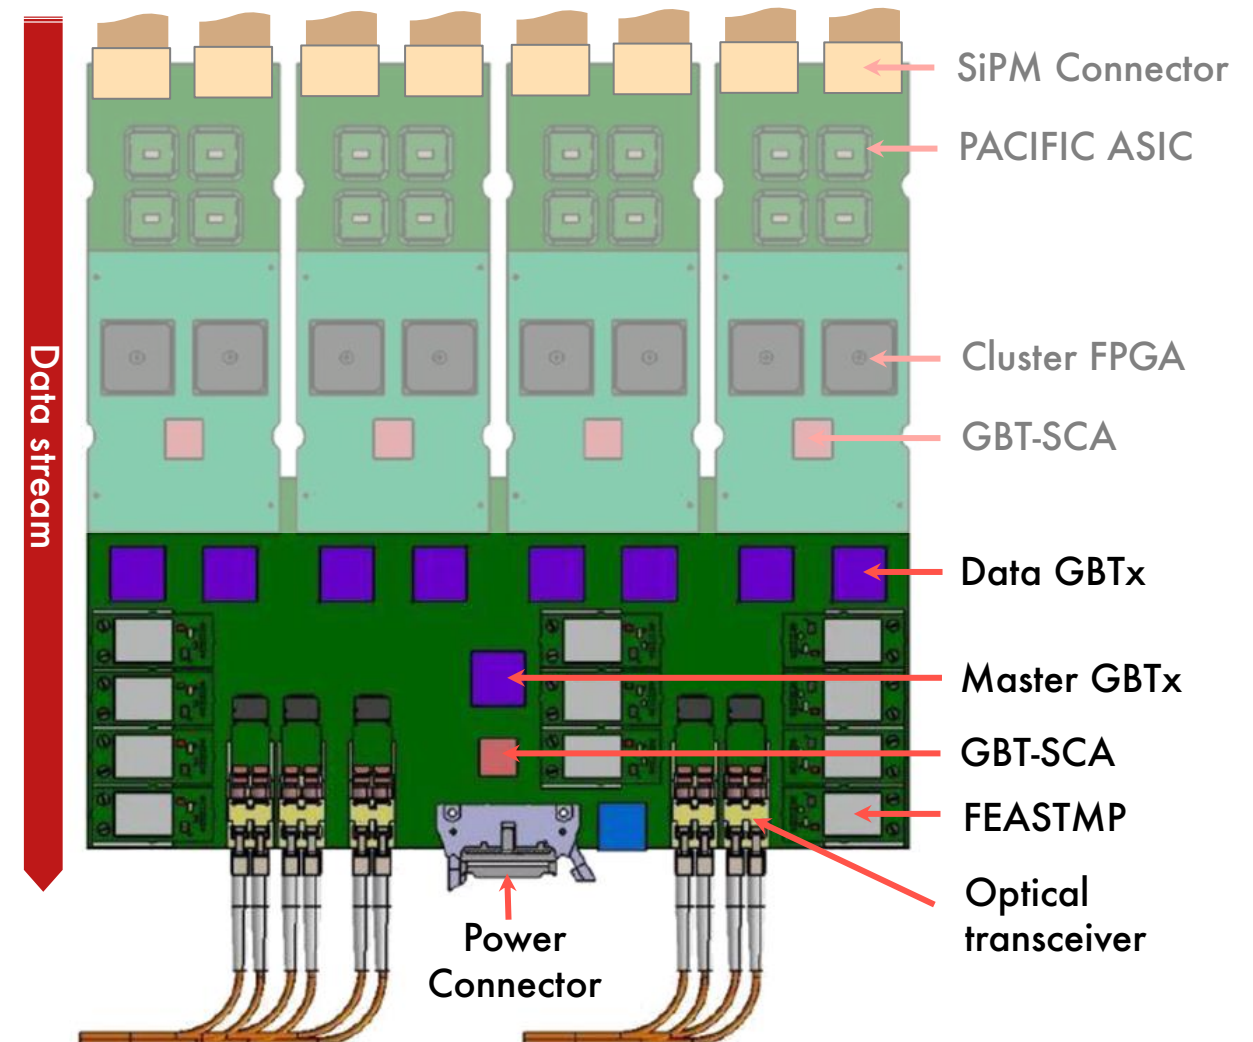 SiPM Connector
PACIFIC ASIC
Cluster FPGA
GBT-SCA
Data stream
Data GBTx
Master GBTx
GBT-SCA
FEASTMP
Optical
transceiver
Power
Connector